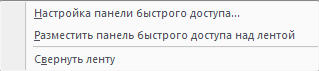 Настройка панели быстрого доступа...
Разместить панель быстрого доступа над лентой
Свернуть ленту